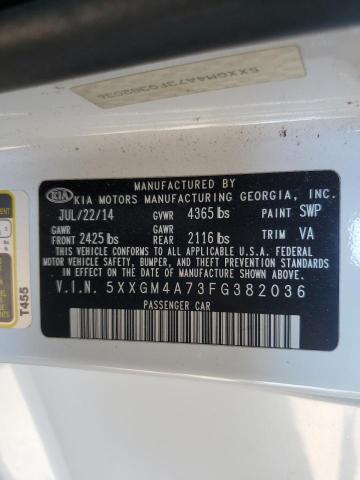 5XXGM4A73FG382036
MANUFACTURED BY
KIA KIA MOTORS MANUFACTURING GEORGIA, INC.
JUL/22/14 GVWR 4365 lbs PAINT SWP
GAWR FRONT 2425 lbs GAWR REAR 2116 lbs TRIM VA
THIS VEHICLE CONFORMS TO ALL APPLICABLE U.S.A. FEDERAL
MOTOR VEHICLE SAFETY, BUMPER, AND THEFT PREVENTION
STANDARDS IN EFFECT ON THE DATE OF MANUFACTURE SHOWN ABOVE.
V.I.N. 5XXGM4A73FG382036
PASSENGER CAR
T455